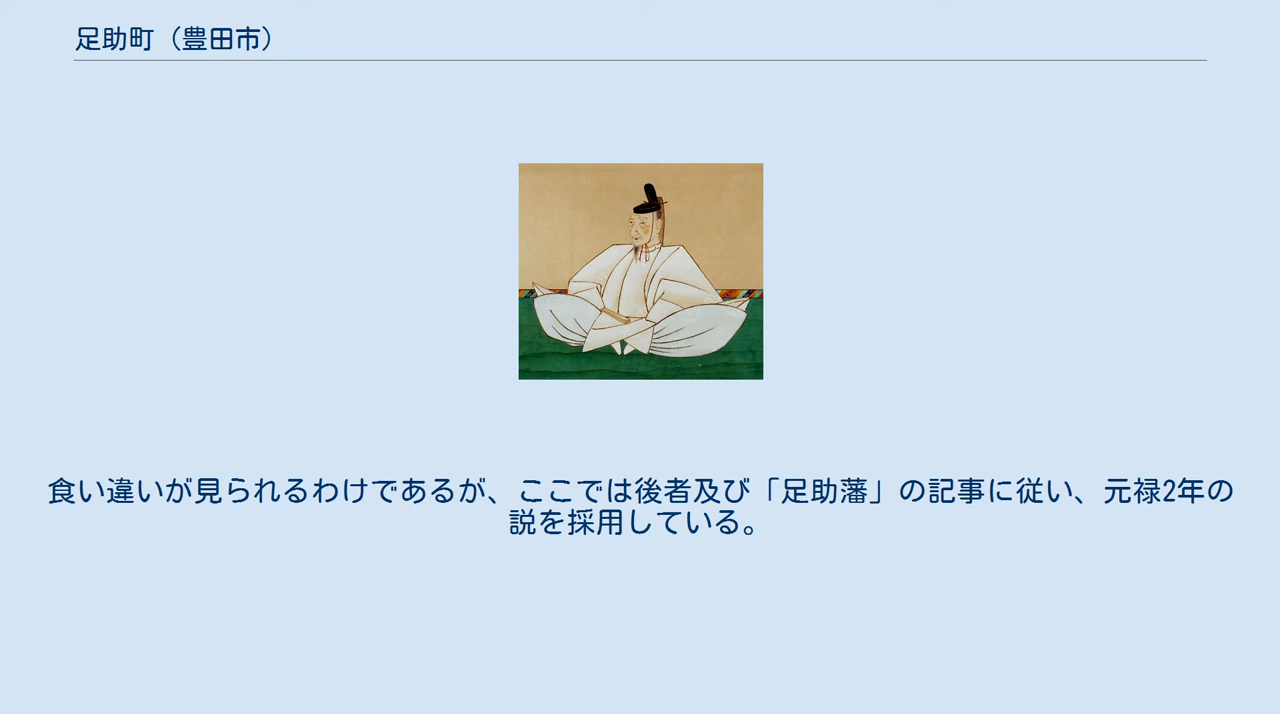 足助町（豊田市）
食い違いが見られるわけであるが、ここでは後者及び「足助藩」の記事に従い、元禄2年の
説を採用している。